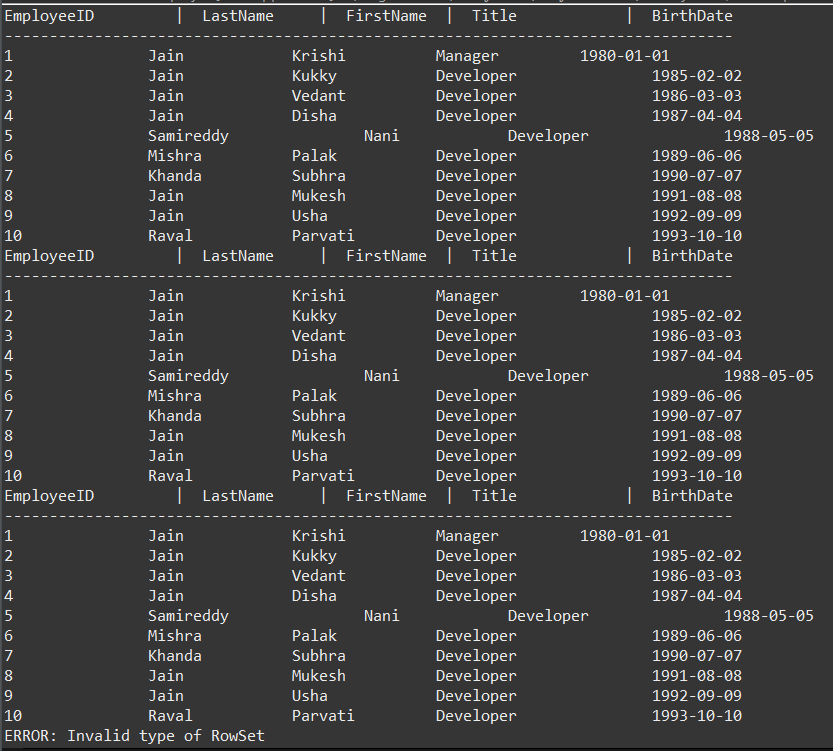 EmployeeID | LastName | FirstName | Title | BirthDate
---------------------------------------------------------------------------------
1 Jain Krishi Manager 1980-01-01
2 Jain Kukky Developer 1985-02-02
3 Jain Vedant Developer 1986-03-03
4 Jain Disha Developer 1987-04-04
5 Samireddy Nani Developer 1988-05-05
6 Mishra Palak Developer 1989-06-06
7 Khanda Subhra Developer 1990-07-07
8 Jain Mukesh Developer 1991-08-08
9 Jain Usha Developer 1992-09-09
10 Raval Parvati Developer 1993-10-10
EmployeeID | LastName | FirstName | Title | BirthDate
---------------------------------------------------------------------------------
1 Jain Krishi Manager 1980-01-01
2 Jain Kukky Developer 1985-02-02
3 Jain Vedant Developer 1986-03-03
4 Jain Disha Developer 1987-04-04
5 Samireddy Nani Developer 1988-05-05
6 Mishra Palak Developer 1989-06-06
7 Khanda Subhra Developer 1990-07-07
8 Jain Mukesh Developer 1991-08-08
9 Jain Usha Developer 1992-09-09
10 Raval Parvati Developer 1993-10-10
EmployeeID | LastName | FirstName | Title | BirthDate
---------------------------------------------------------------------------------
1 Jain Krishi Manager 1980-01-01
2 Jain Kukky Developer 1985-02-02
3 Jain Vedant Developer 1986-03-03
4 Jain Disha Developer 1987-04-04
5 Samireddy Nani Developer 1988-05-05
6 Mishra Palak Developer 1989-06-06
7 Khanda Subhra Developer 1990-07-07
8 Jain Mukesh Developer 1991-08-08
9 Jain Usha Developer 1992-09-09
10 Raval Parvati Developer 1993-10-10
ERROR: Invalid type of RowSet